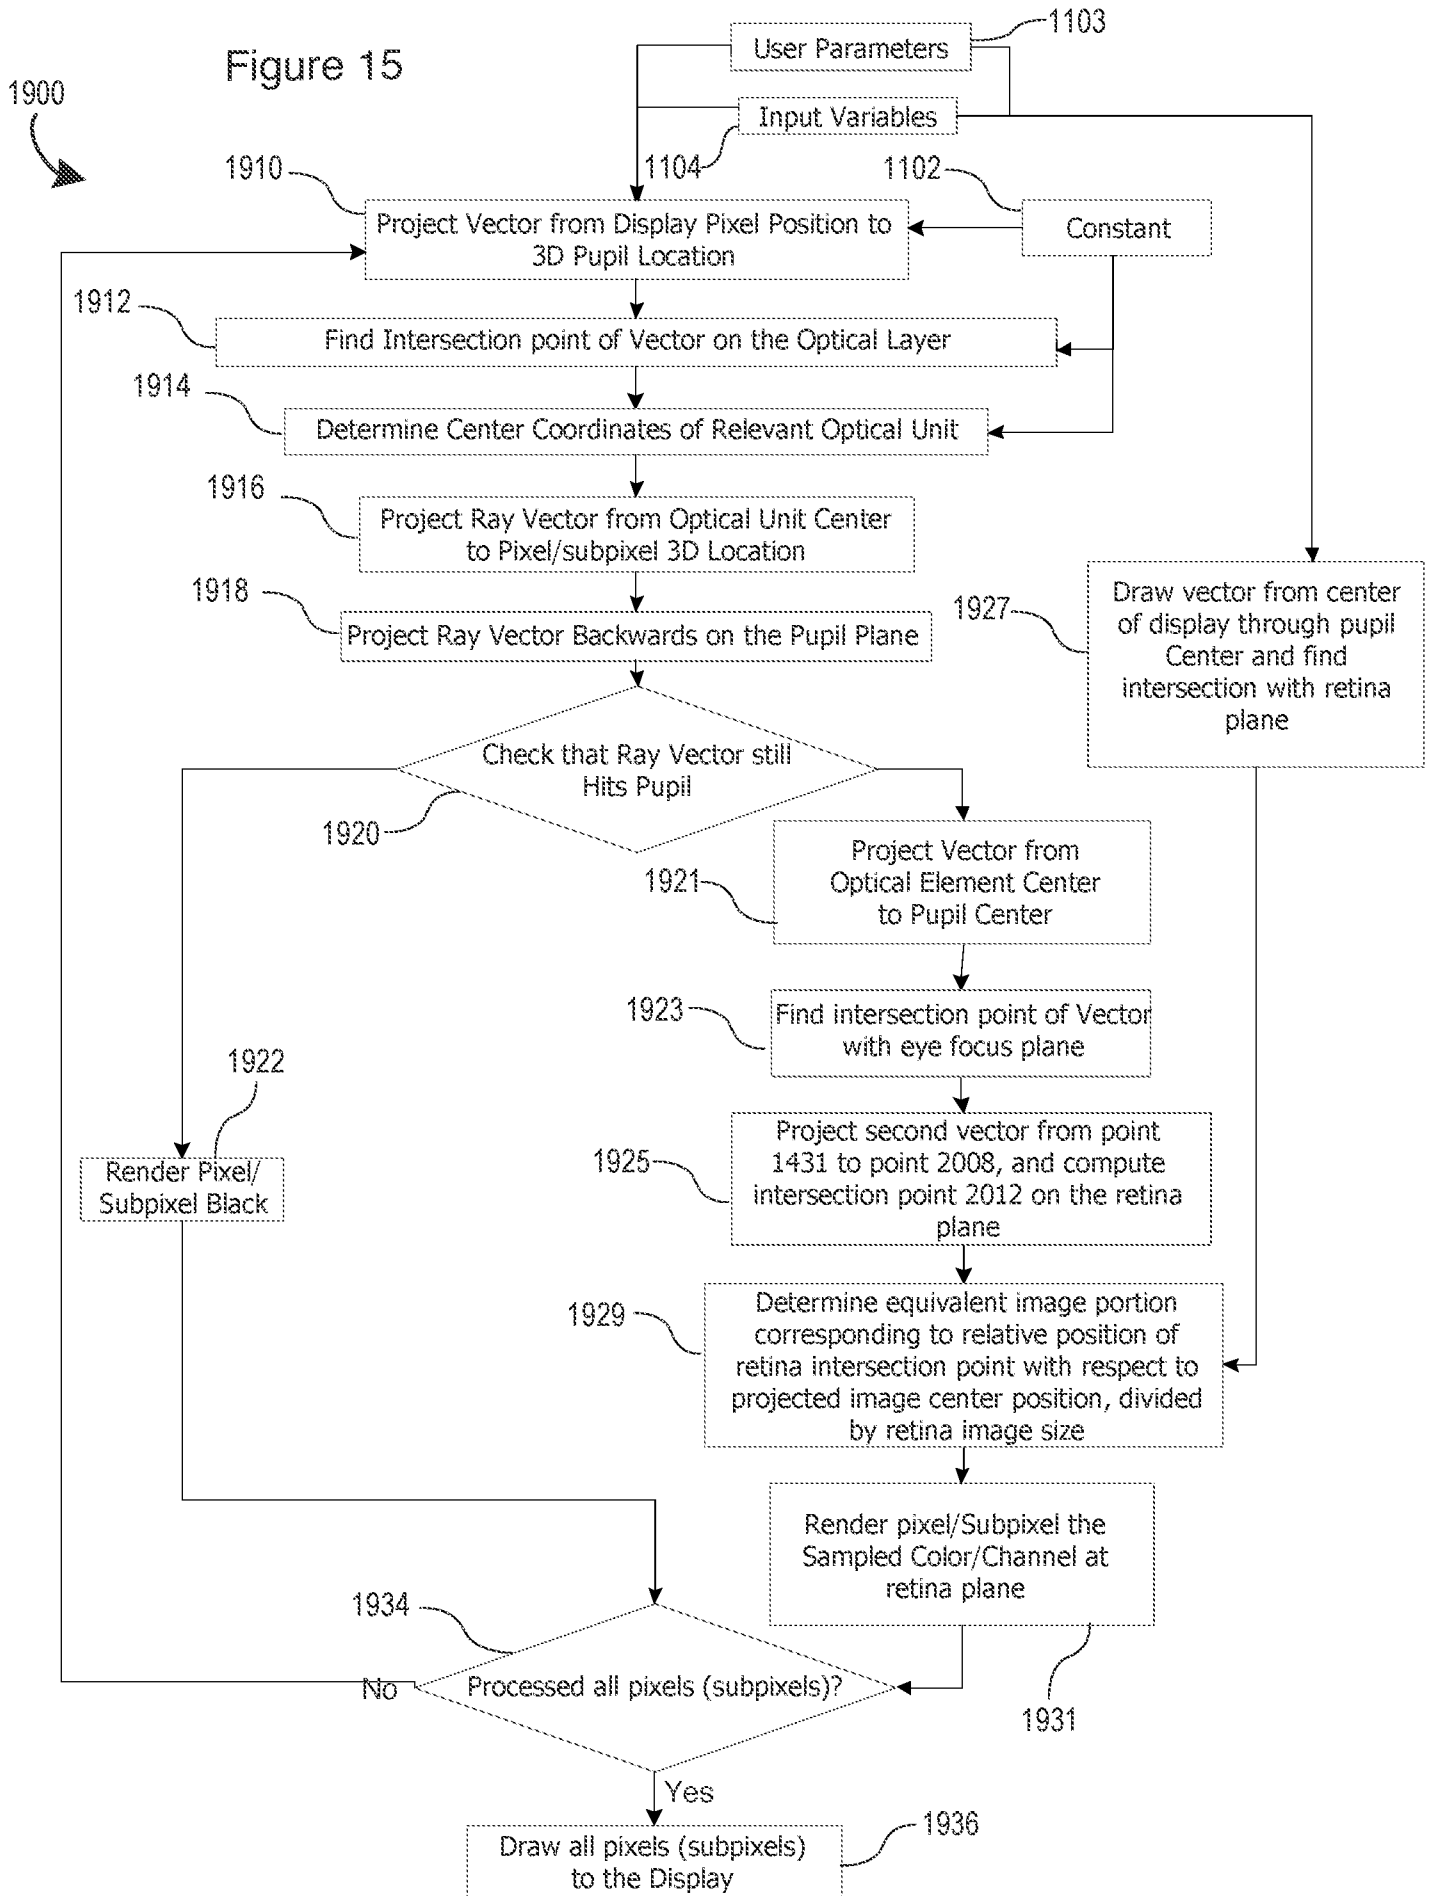 1103
User Parameters
Figure 15
1900
Input Variables
1104
1910
1102
Project Vector from Display Pixel Position to
3D Pupil Location
Constant
1912
Find Intersection point of Vector on the Optical Layer
1914
Determine Center Coordinates of Relevant Optical Unit
1916
Project Ray Vector from Optical Unit Center
to Pixel/subpixel 3D Location
1918
Project Ray Vector Backwards on the Pupil Plane
1927
Draw vector from center
of display through pupil
Center and find
intersection with retina
plane
Check that Ray Vector still
Hits Pupil
1920
Project Vector from
Optical Element Center
to Pupil Center
1921
1923
Find intersection point of Vector
with eye focus plane
1922
Render Pixel/
Subpixel Black
1925
Project second vector from point
1431 to point 2008, and compute
intersection point 2012 on the retina
plane
1929
Determine equivalent image portion
corresponding to relative position of
retina intersection point with respect to
projected image center position, divided
by retina image size
Render pixel/Subpixel the
Sampled Color/Channel at
retina plane
1934
No
Processed all pixels (subpixels)?
1931
Yes
1936
Draw all pixels (subpixels)
to the Display